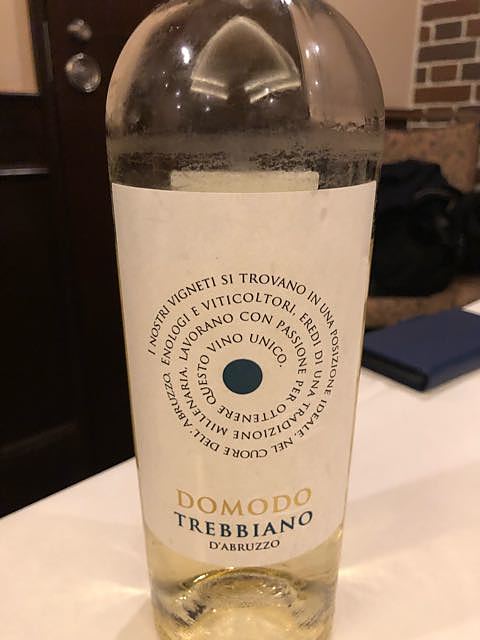 I NOSTRI VIGNETI SI TROVANO IN UNA POSIZIONE IDEALE, NEL CUORE DELL'ABRUZZO. ENOLOGI E VITICOLTORI, EREDI DI UNA TRADIZIONE MILLENARIA, LAVORANO CON PASSIONE PER OTTENERE QUESTO VINO UNICO.
DOMODO
TREBBIANO
D'ABRUZZO